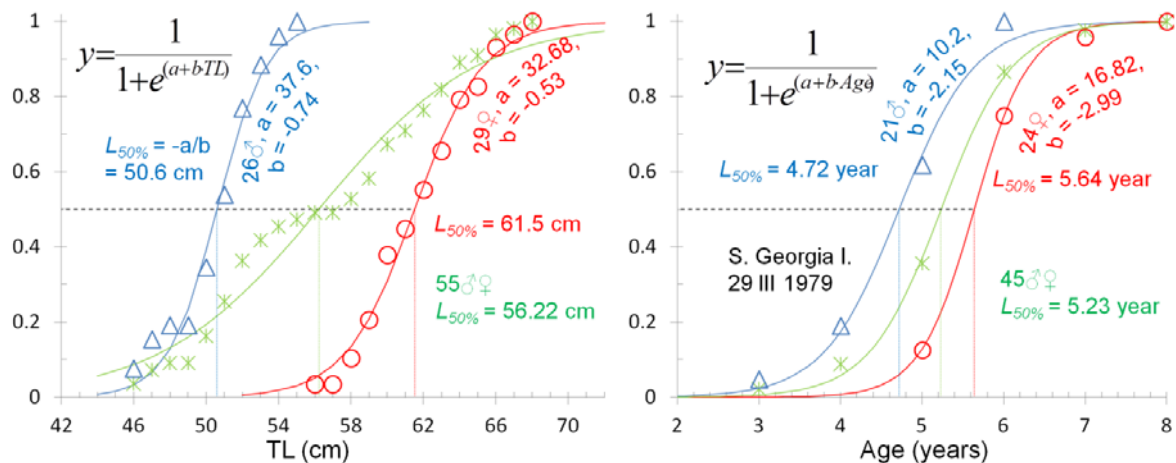 y=1/1+e^(a+b·TL)
26♂, a = 37.6,
b = -0.74
L50% = -a/b
= 50.6 cm
29♀, a = 32.68,
b = -0.53
L50% = 61.5 cm
55♂♀
L50% = 56.22 cm
1
0.8
0.6
0.4
0.2
0
42 46 50 54 58 62 66 70
TL (cm)
y=1/1+e^(a+b·Age)
21♂, a = 10.2,
b = -2.15
L50% = 4.72 year
24♀, a = 16.82,
b = -2.99
L50% = 5.64 year
S. Georgia I.
29 III 1979
45♂♀
L50% = 5.23 year
1
0.8
0.6
0.4
0.2
0
2 3 4 5 6 7 8
Age (years)